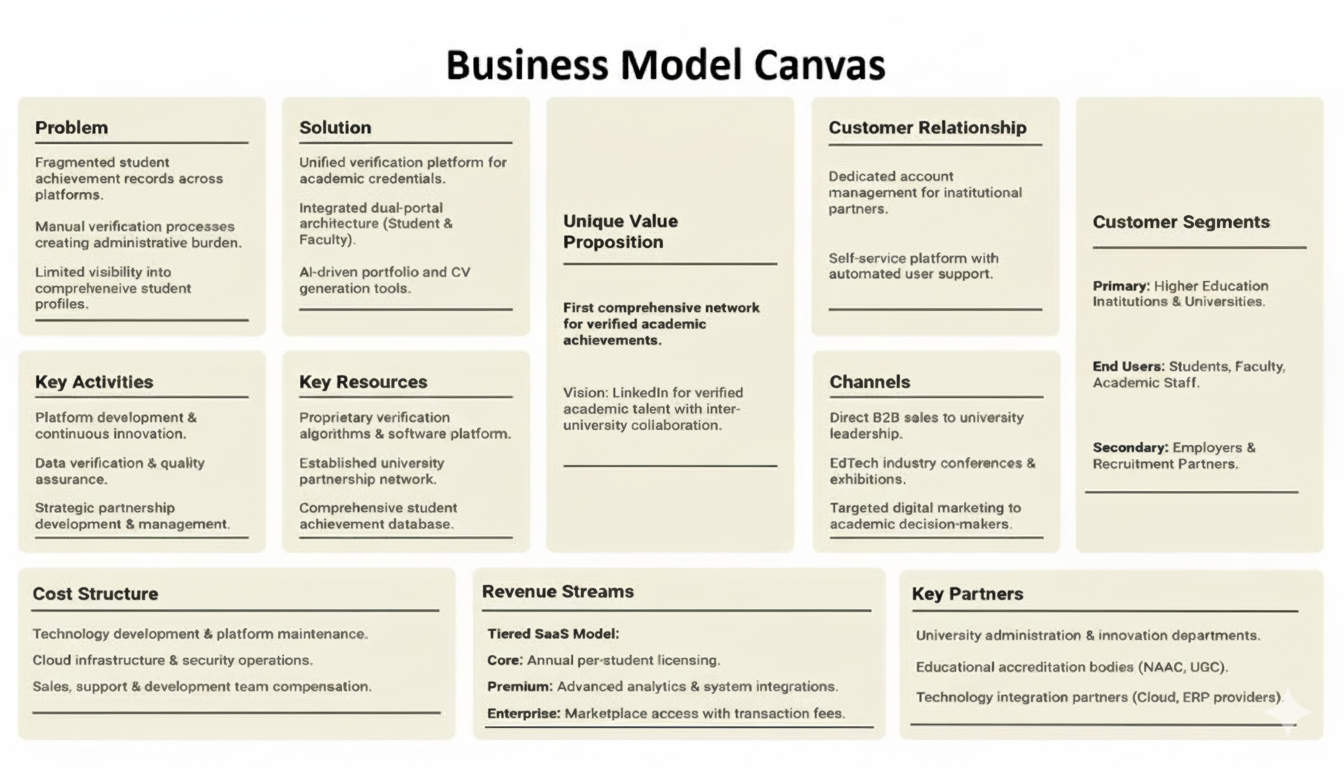 Business Model Canvas
Problem
Fragmented student
achievement records across
platforms.
Manual verification processes
creating administrative burden.
Limited visibility into
comprehveneive student
profiles.
Solution
Unified verification pletform for
academic credentials.
Integrated dual-portal
architecture (Student &
Faculty).
AI-driven portfolio and CV
generation tools.
Unique Value
Proposition
First comprehensive network
for verified academic
achievements.
Vision: LinkedIn for verified
academic talent with inter-
university collaboration.
Customer Relationship
Dedicated account
management for inatitutional
partners.
Self-service platform with
automated user support.
Customer Segments
Primary: Higher Education
Institutions & Universities.
End Users: Students, Faculty,
Academic Staff.
Secondary: Employers &
Recruitment Partners.
Key Activities
Platform development &
continuous innovation.
Data verification & quality
assurance.
Strategic partnership
development & management.
Key Resources
Proprietary verification
algorithms & software platform.
Established university
partnership network.
Comprehensive student
achievement database.
Channels
Direct B2B sales to university
leadership.
EdTech industry conferences &
exhibitions.
Targeted digital marketing to
academic decision-makers.
Cost Structure
Technology development & platform maintenance.
Cloud infrastructure & security operations.
Sales, support & development team compensation.
Revenue Streams
Tiered SaaS Model:
Core: Annual per-student licensing.
Premium: Advanced analytics & system integrations.
Enterprise: Marketplace access with transaction fees.
Key Partners
University administration & innovation departments.
Educational accreditation bodies (NAAC, UGC).
Technology integration partners (Cloud, ERP providers).